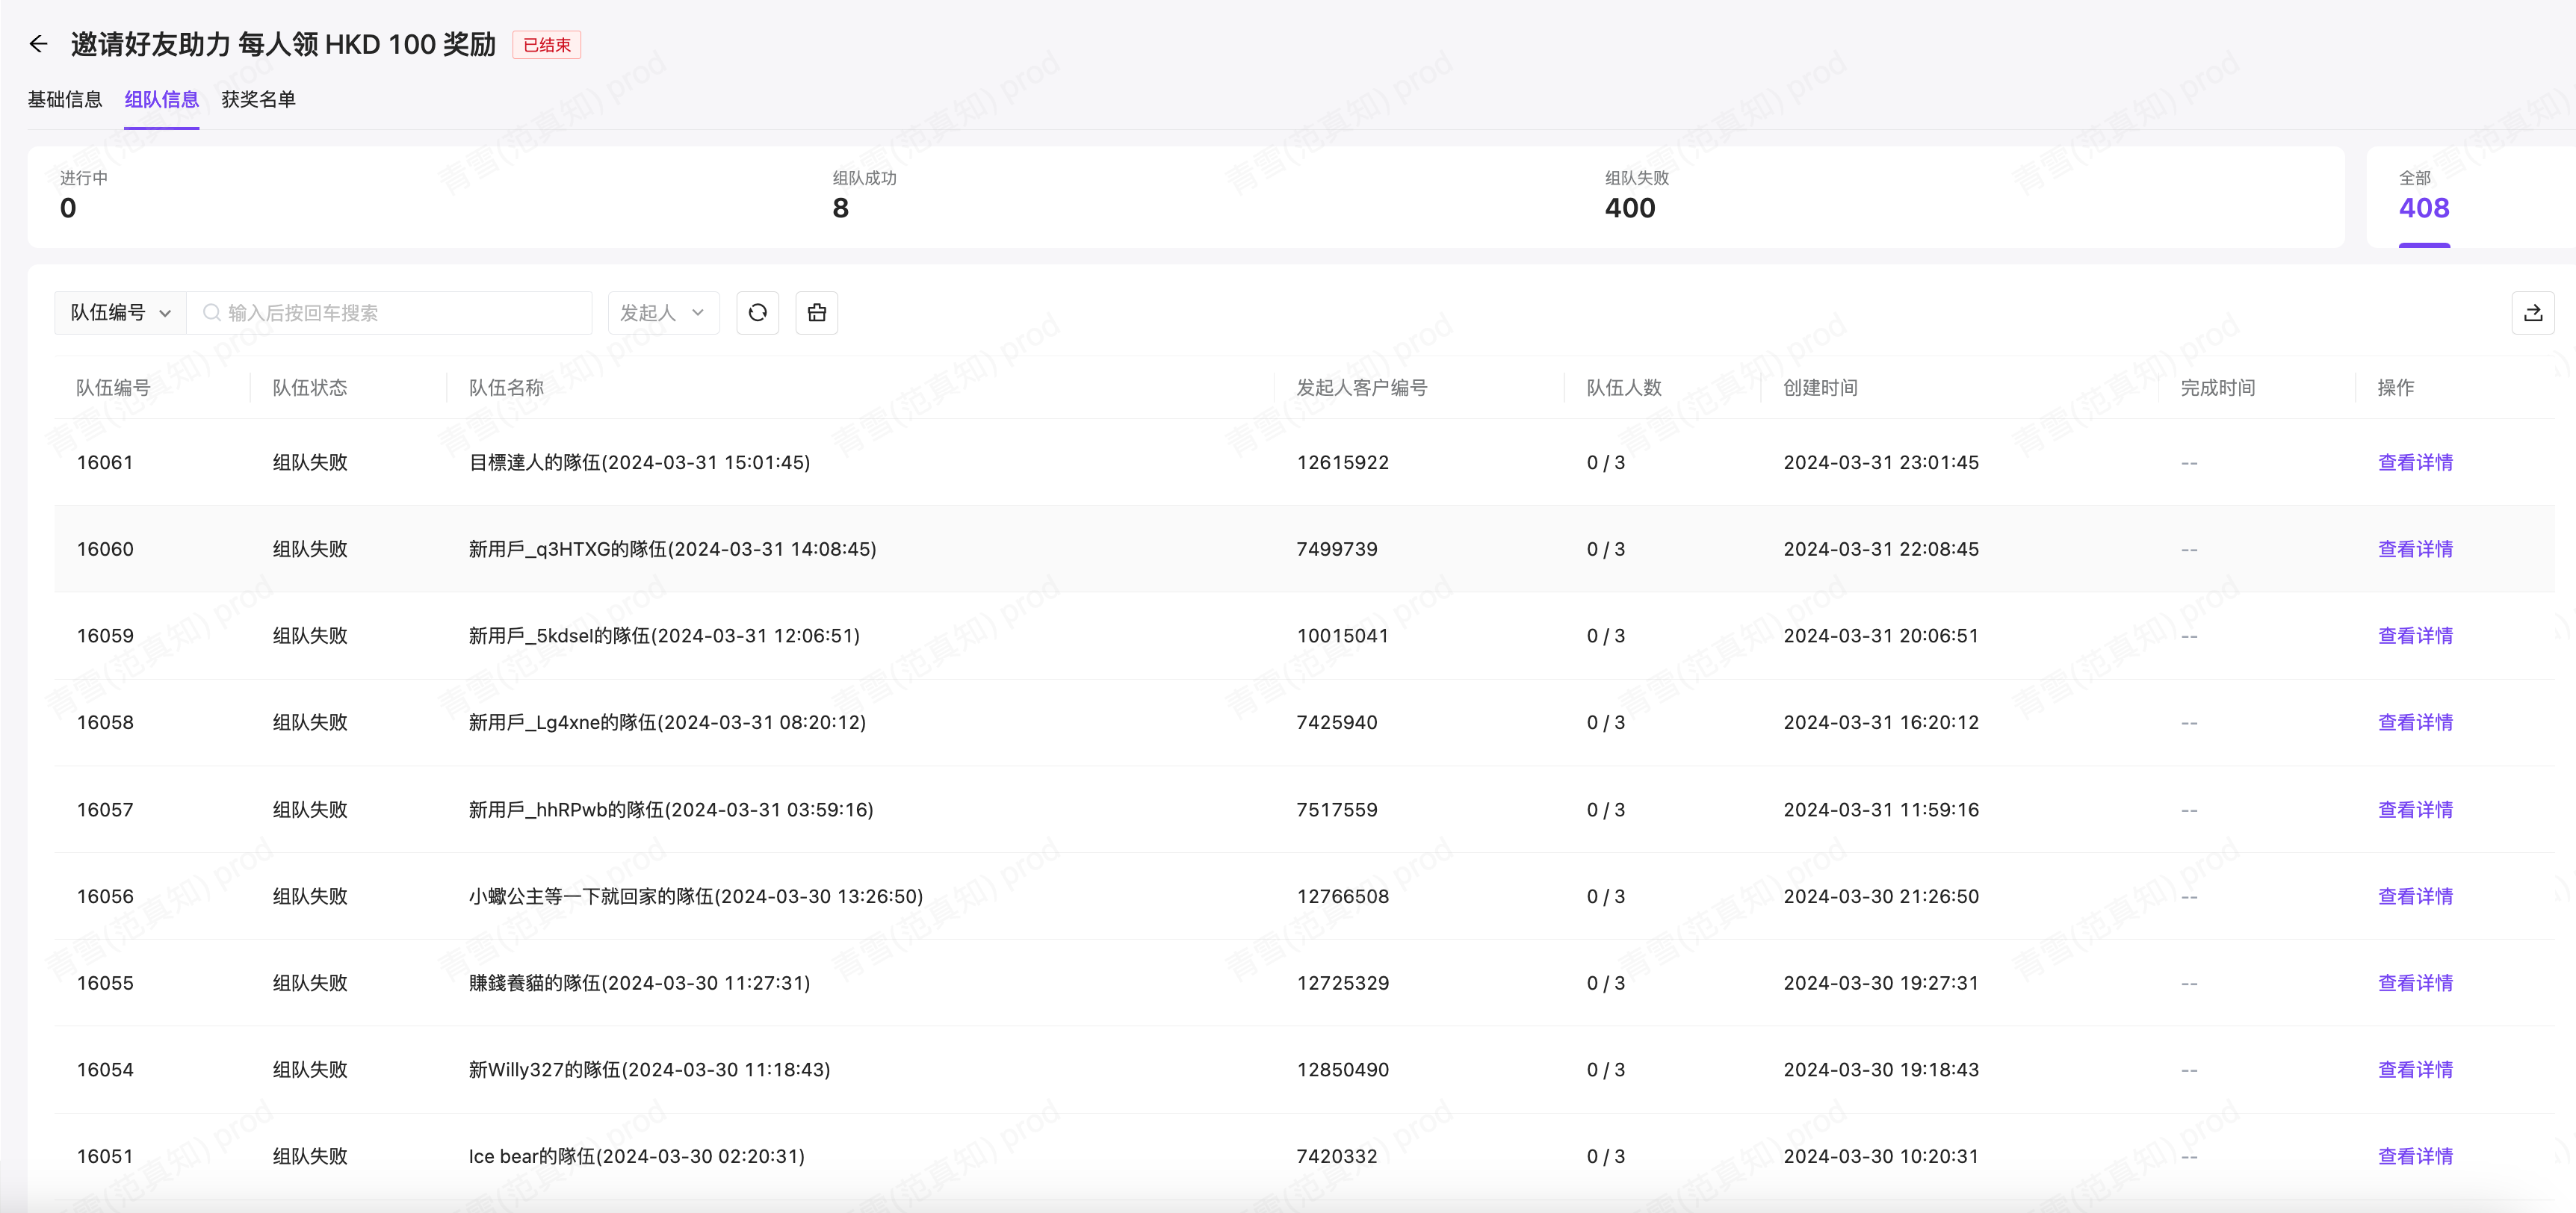 邀请好友助力 每人领 HKD 100 奖励 已结束
基础信息 组队信息 获奖名单
进行中 组队成功 组队失败 全部
0 8 400 408
队伍编号 输入后按回车搜索 发起人
队伍编号 队伍状态 队伍名称 发起人客户编号 队伍人数 创建时间 完成时间 操作
16061 组队失败 目標達人的隊伍(2024-03-31 15:01:45) 12615922 0 / 3 2024-03-31 23:01:45 -- 查看详情
16060 组队失败 新用戶_q3HTXG的隊伍(2024-03-31 14:08:45) 7499739 0 / 3 2024-03-31 22:08:45 -- 查看详情
16059 组队失败 新用戶_5kdsel的隊伍(2024-03-31 12:06:51) 10015041 0 / 3 2024-03-31 20:06:51 -- 查看详情
16058 组队失败 新用戶_Lg4xne的隊伍(2024-03-31 08:20:12) 7425940 0 / 3 2024-03-31 16:20:12 -- 查看详情
16057 组队失败 新用戶_hhRPwb的隊伍(2024-03-31 03:59:16) 7517559 0 / 3 2024-03-31 11:59:16 -- 查看详情
16056 组队失败 小蠍公主等一下就回家的隊伍(2024-03-30 13:26:50) 12766508 0 / 3 2024-03-30 21:26:50 -- 查看详情
16055 组队失败 賺錢養貓的隊伍(2024-03-30 11:27:31) 12725329 0 / 3 2024-03-30 19:27:31 -- 查看详情
16054 组队失败 新Willy327的隊伍(2024-03-30 11:18:43) 12850490 0 / 3 2024-03-30 19:18:43 -- 查看详情
16051 组队失败 Ice bear的隊伍(2024-03-30 02:20:31) 7420332 0 / 3 2024-03-30 10:20:31 -- 查看详情
青雪(范真知) prod